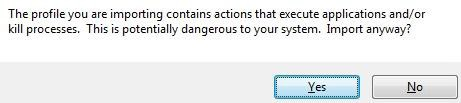 The profile you are importing contains actions that execute applications and/or
kill processes.  This is potentially dangerous to your system.  Import anyway?
Yes
No